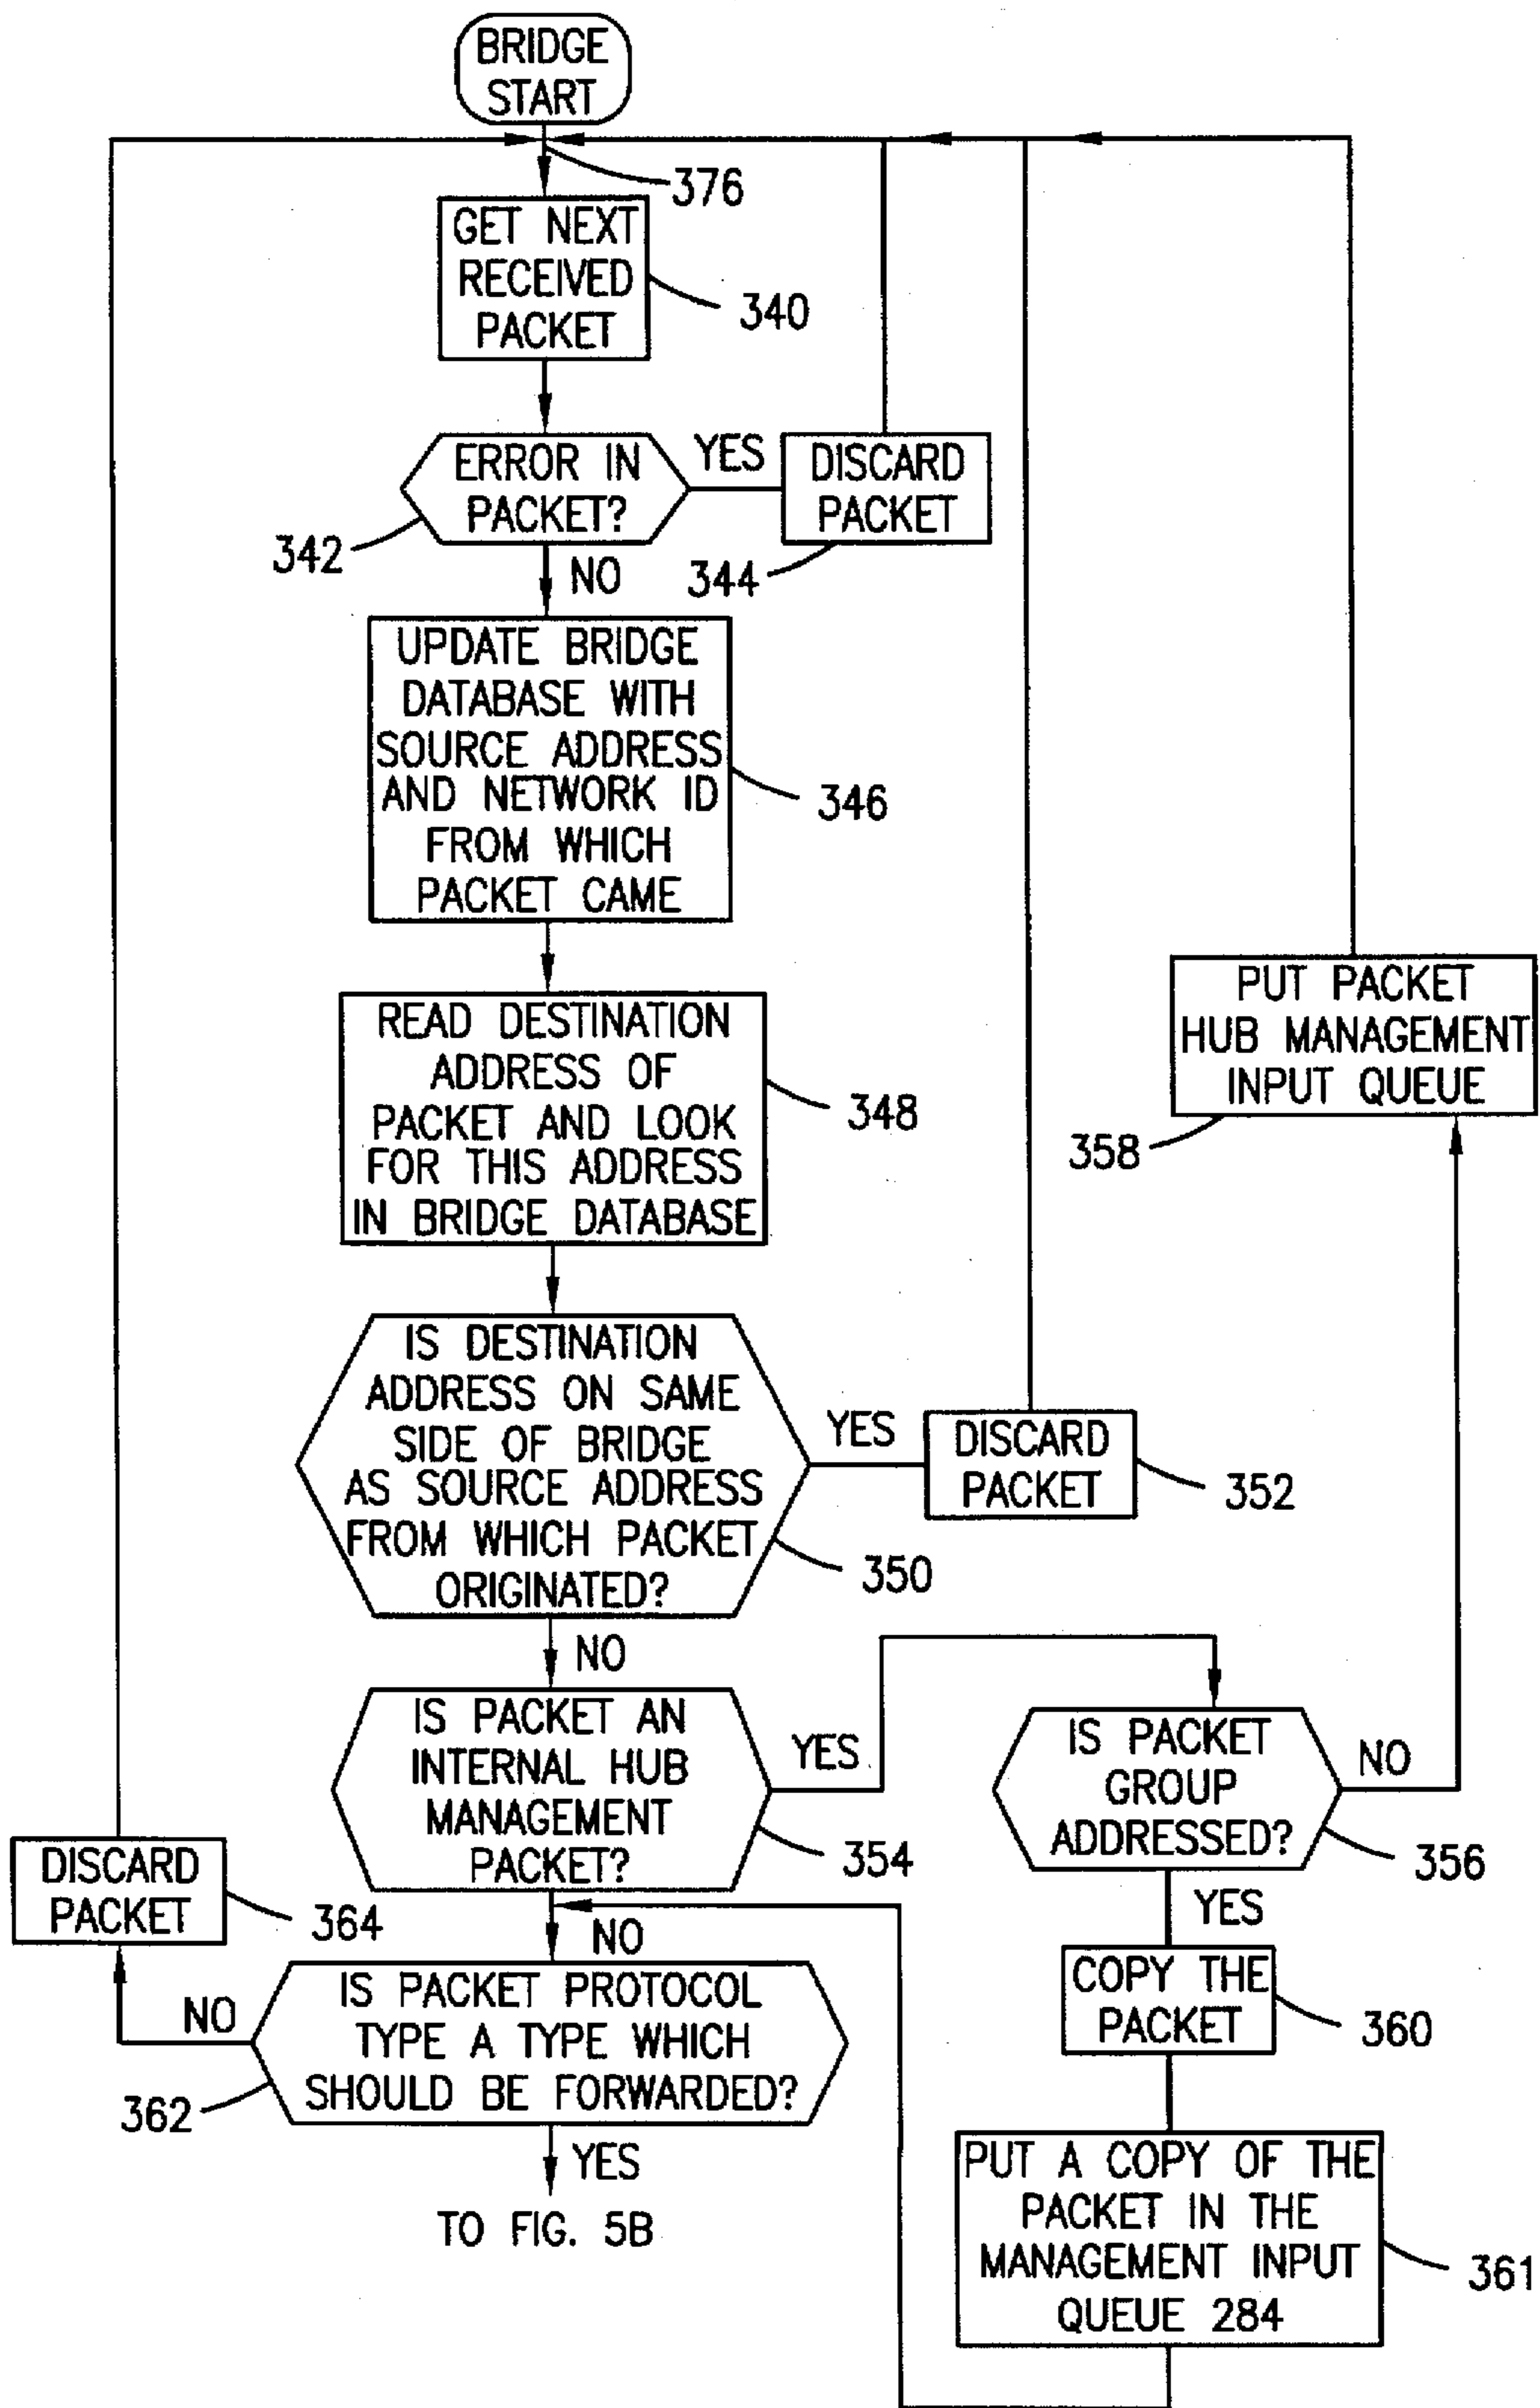 BRIDGE
START
376
GET NEXT
RECEIVED
PACKET
340
ERROR IN
PACKET?
342
YES
DISCARD
PACKET
344
NO
UPDATE BRIDGE
DATABASE WITH
SOURCE ADDRESS
AND NETWORK ID
FROM WHICH
PACKET CAME
346
READ DESTINATION
ADDRESS OF
PACKET AND LOOK
FOR THIS ADDRESS
IN BRIDGE DATABASE
348
PUT PACKET
HUB MANAGEMENT
INPUT QUEUE
358
IS DESTINATION
ADDRESS ON SAME
SIDE OF BRIDGE
AS SOURCE ADDRESS
FROM WHICH PACKET
ORIGINATED?
350
YES
DISCARD
PACKET
352
NO
IS PACKET AN
INTERNAL HUB
MANAGEMENT
PACKET?
354
YES
IS PACKET
GROUP
ADDRESSED?
356
NO
YES
DISCARD
PACKET
364
NO
NO
IS PACKET PROTOCOL
TYPE A TYPE WHICH
SHOULD BE FORWARDED?
362
COPY THE
PACKET
360
YES
TO FIG. 5B
PUT A COPY OF THE
PACKET IN THE
MANAGEMENT INPUT
QUEUE 284
361